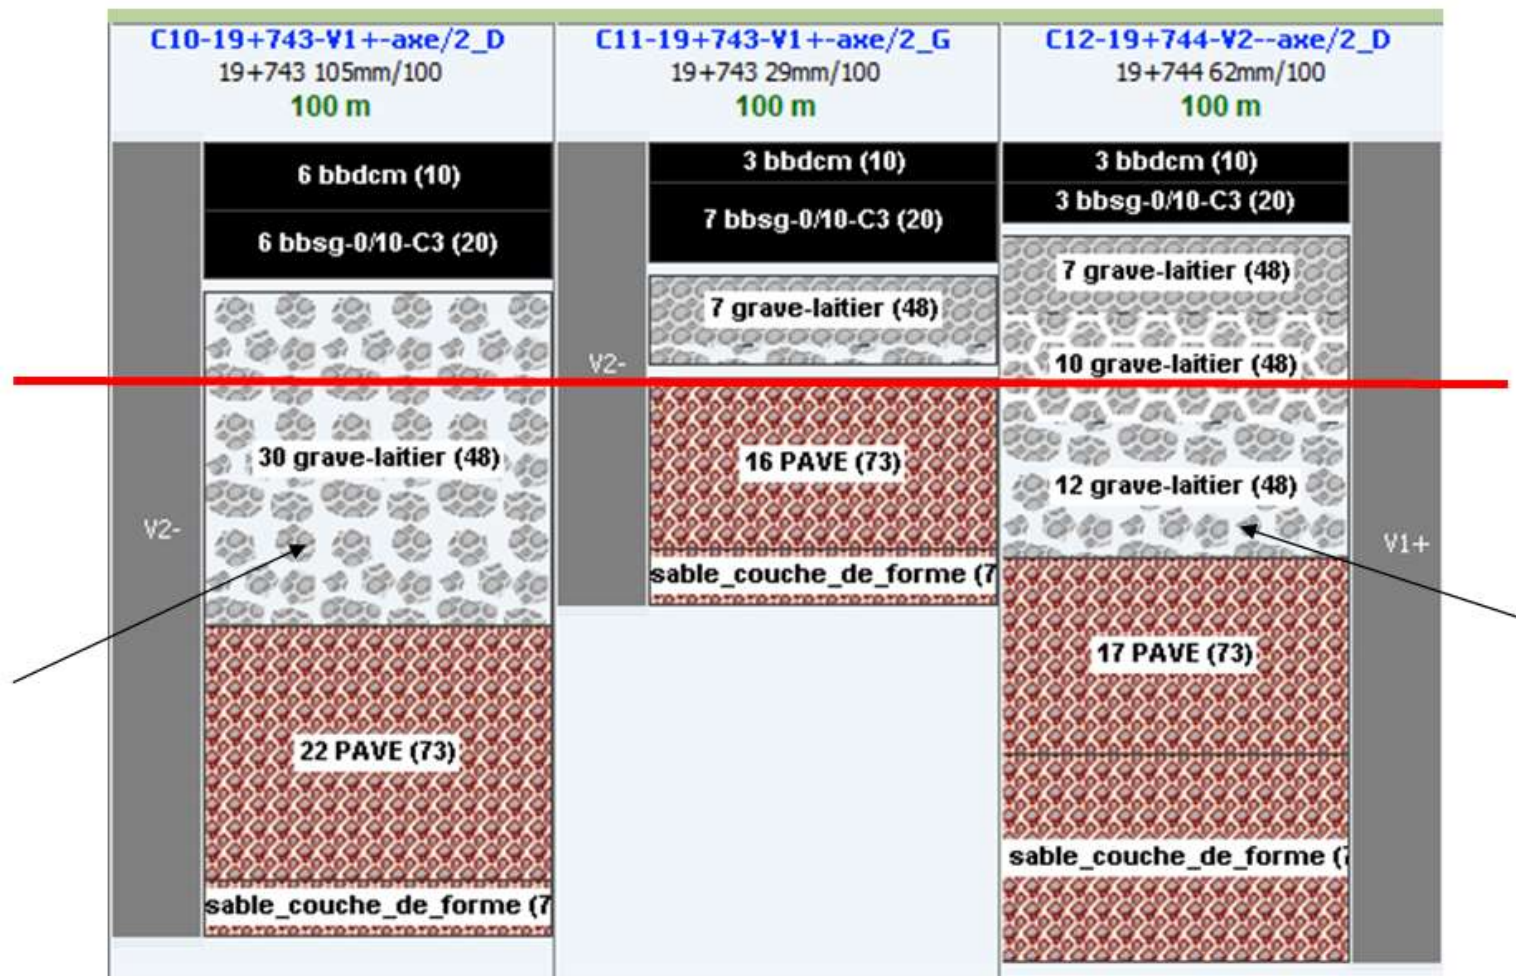 C10-19+743-V1+-axe/2_D
19+743 105mm/100
100 m
6 bbdcm (10)
6 bbsg-0/10-C3 (20)
30 grave-laitier (48)
V2-
22 PAVE (73)
sable_couche_de_forme (7
C11-19+743-V1+-axe/2_G
19+743 29mm/100
100 m
3 bbdcm (10)
7 bbsg-0/10-C3 (20)
7 grave-laitier (48)
V2-
16 PAVE (73)
sable_couche_de_forme (7
C12-19+744-V2--axe/2_D
19+744 62mm/100
100 m
3 bbdcm (10)
3 bbsg-0/10-C3 (20)
7 grave-laitier (48)
10 grave-laitier (48)
12 grave-laitier (48)
V1+
17 PAVE (73)
sable_couche_de_forme (7